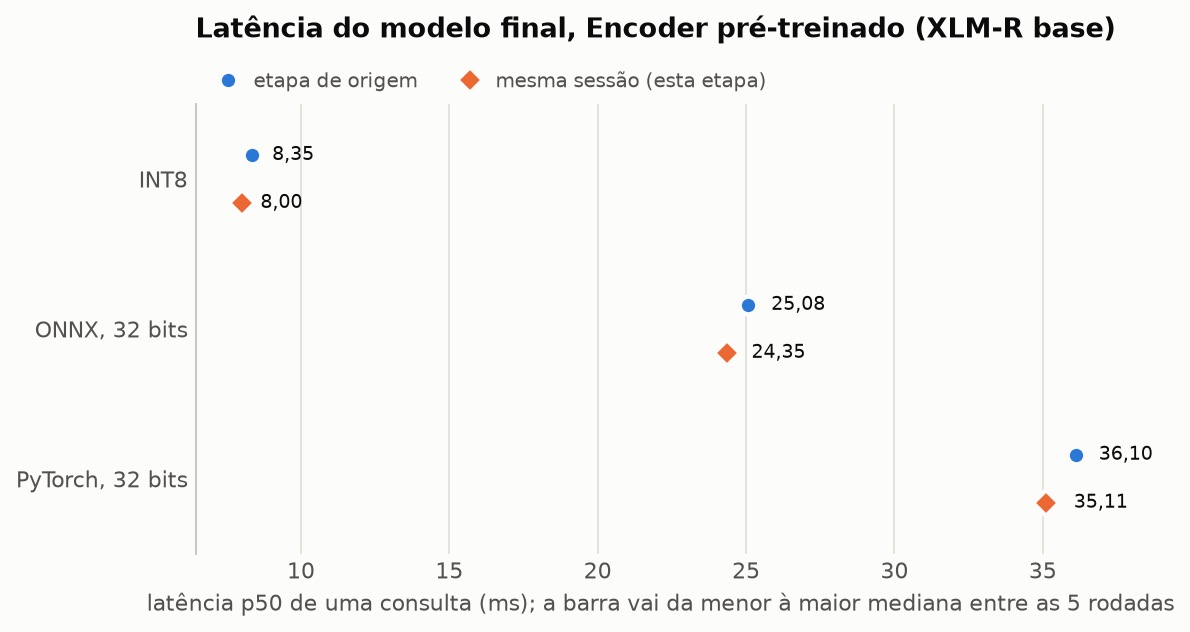 Latência do modelo final, Encoder pré-treinado (XLM-R base)
etapa de origem
mesma sessão (esta etapa)
INT8
8,35
8,00
ONNX, 32 bits
25,08
24,35
PyTorch, 32 bits
36,10
35,11
10 15 20 25 30 35
latência p50 de uma consulta (ms); a barra vai da menor à maior mediana entre as 5 rodadas